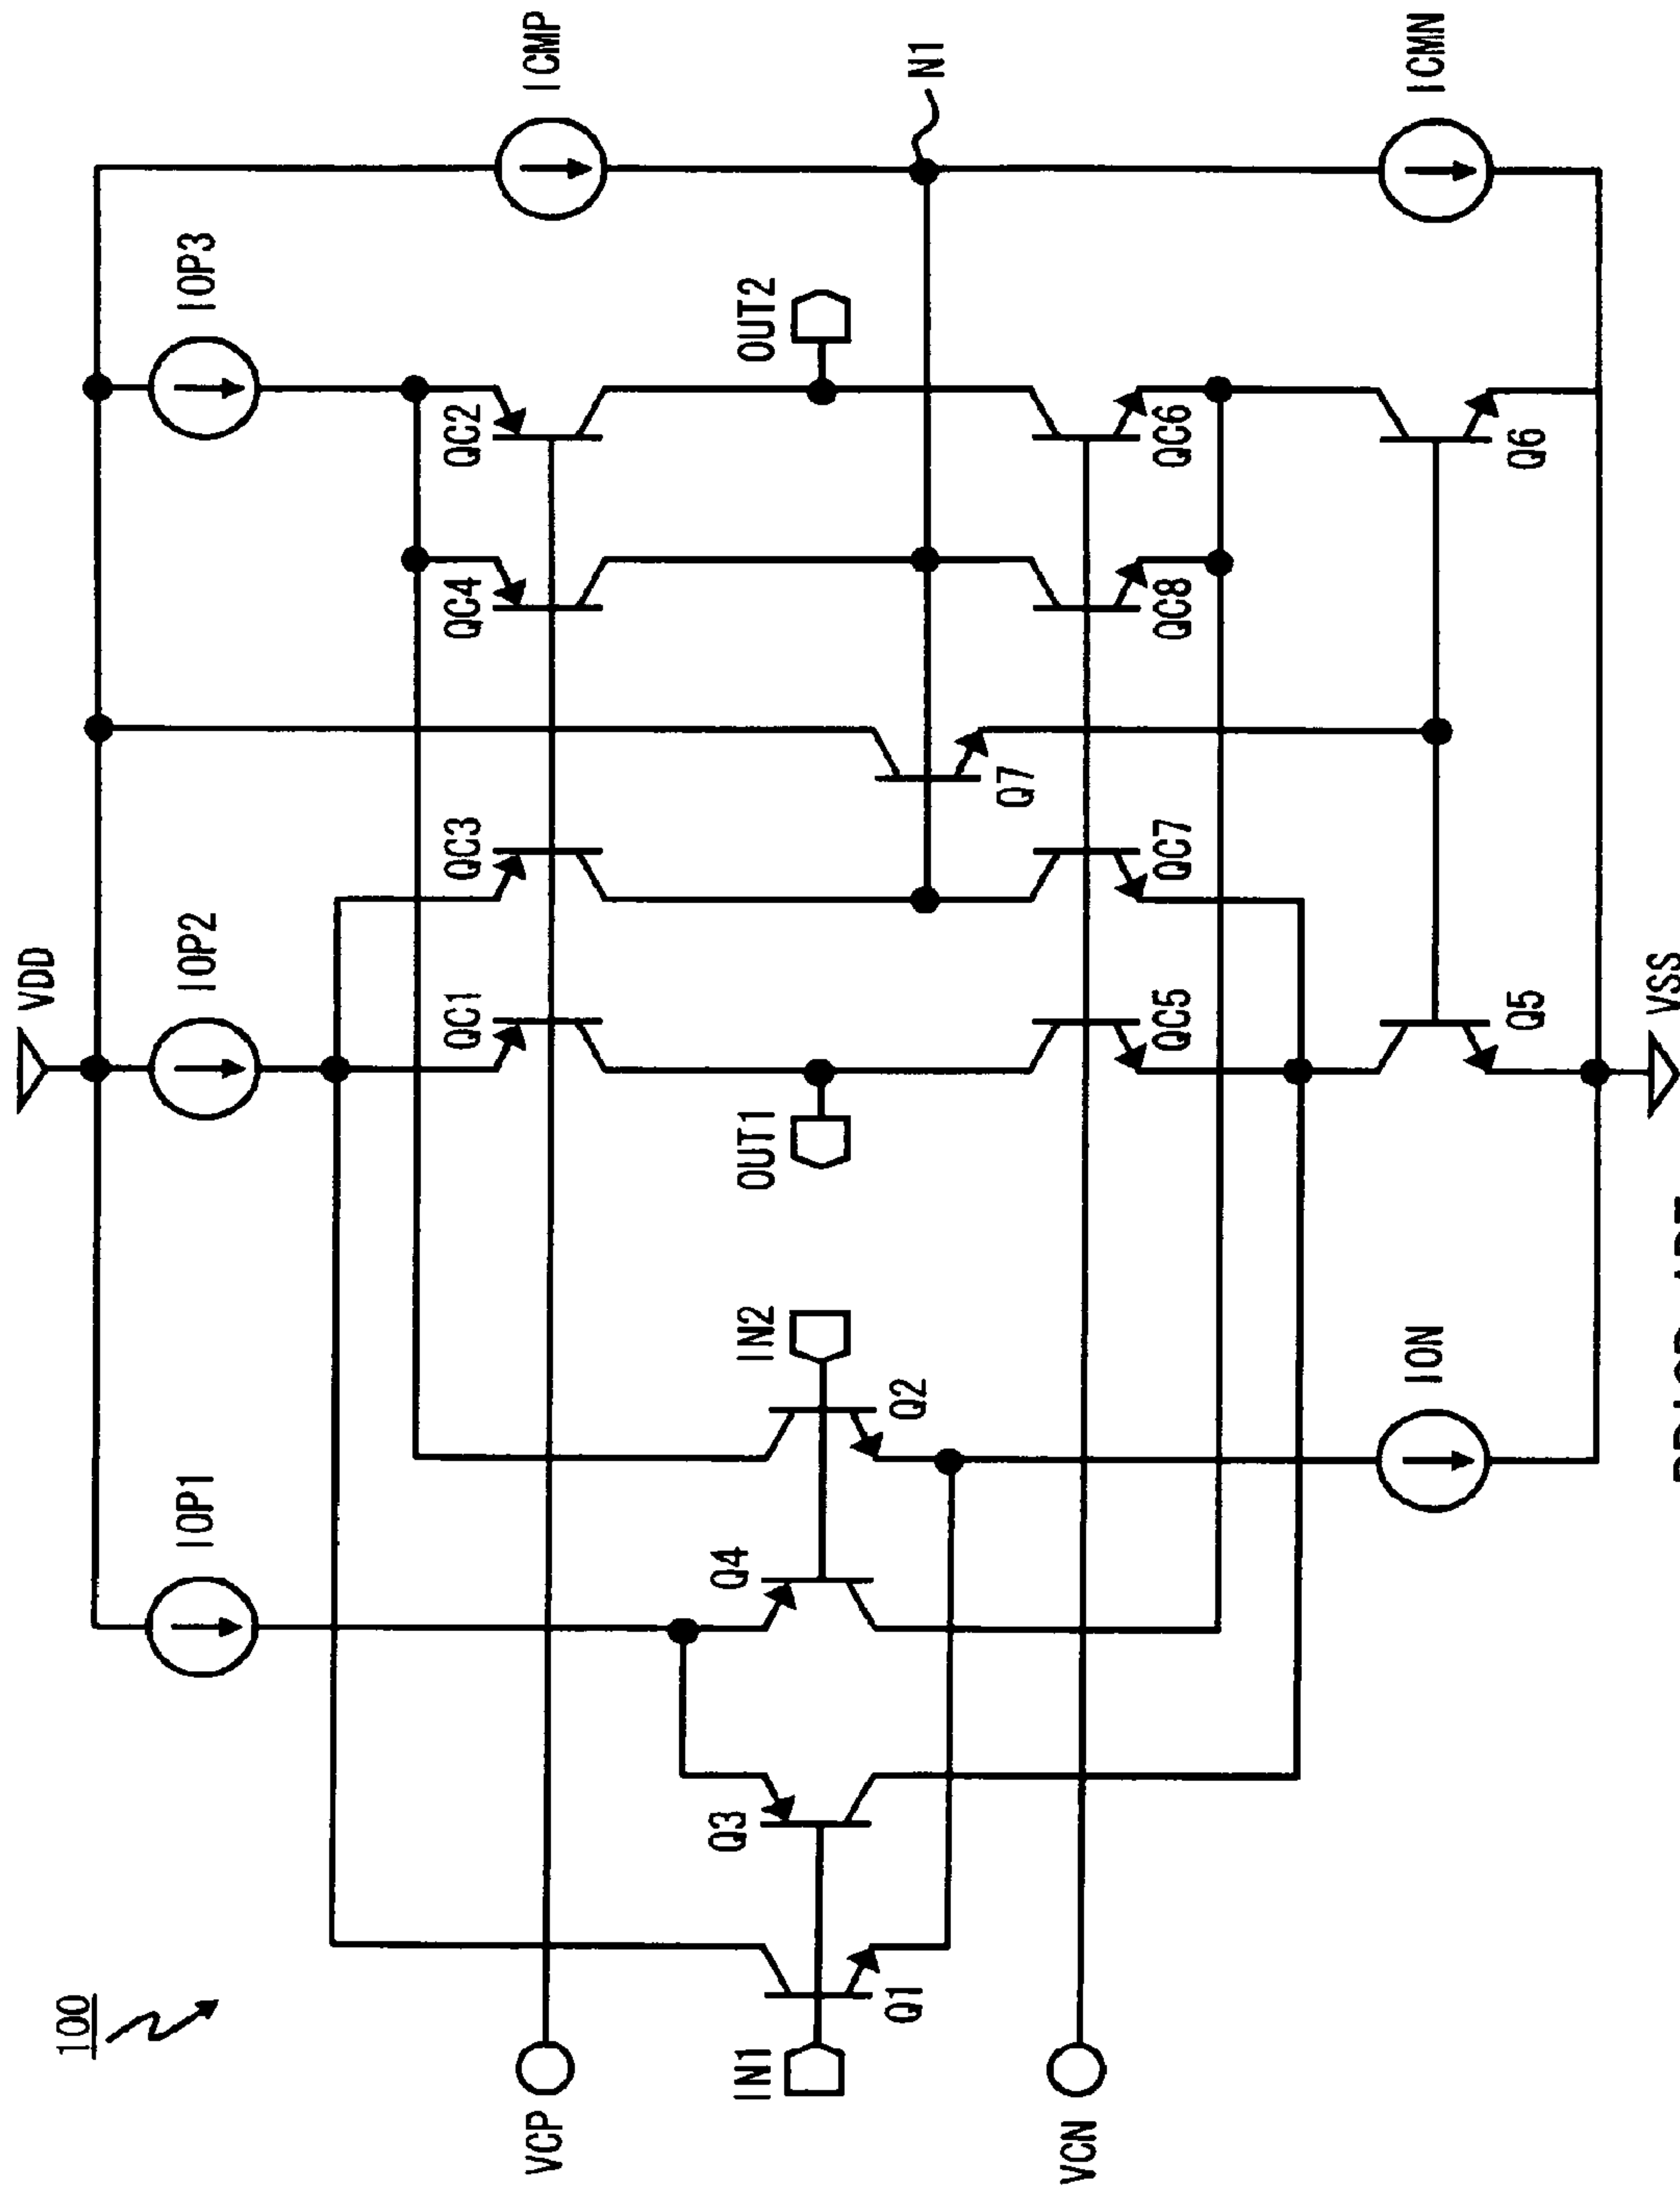 VDD
100
IOP1
IOP2
IOP3
QC1
QC3
QC4
QC2
VCP
ICMP
Q3
Q4
IN1
IN2
OUT1
OUT2
Q1
Q2
N1
Q7
VCN
QC5
QC7
QC8
QC6
ION
ICMN
Q5
Q6
VSS